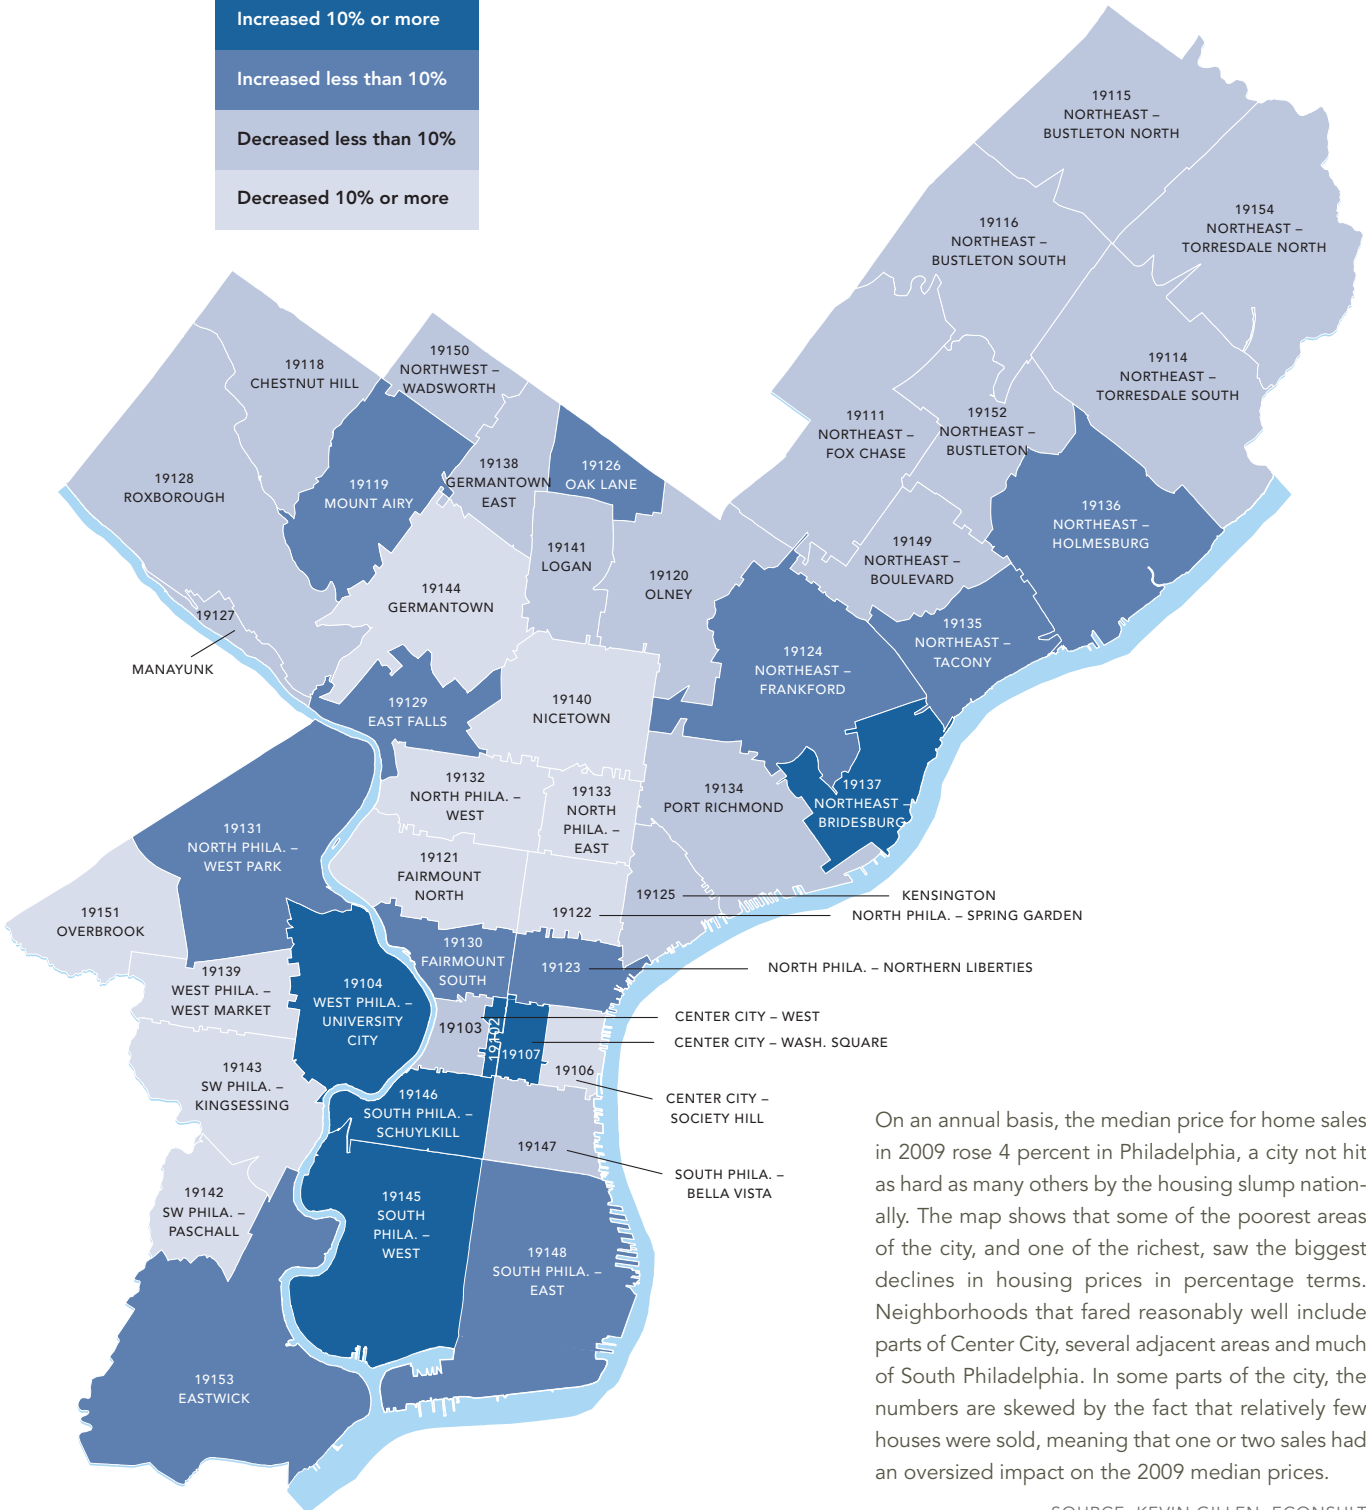 Increased 10% or more
Increased less than 10%
Decreased less than 10%
Decreased 10% or more
19115
NORTHEAST –
BUSTLETON NORTH
19116
NORTHEAST –
BUSTLETON SOUTH
19154
NORTHEAST –
TORRESDALE NORTH
19114
NORTHEAST –
TORRESDALE SOUTH
19118
CHESTNUT HILL
19150
NORTHWEST –
WADSWORTH
19111
NORTHEAST –
FOX CHASE
19152
NORTHEAST –
BUSTLETON
19128
ROXBOROUGH
19119
MOUNT AIRY
19138
GERMANTOWN
EAST
19126
OAK LANE
19136
NORTHEAST –
HOLMESBURG
19149
NORTHEAST –
BOULEVARD
19141
LOGAN
19120
OLNEY
19144
GERMANTOWN
19127
MANAYUNK
19135
NORTHEAST –
TACONY
19124
NORTHEAST –
FRANKFORD
19129
EAST FALLS
19140
NICETOWN
19132
NORTH PHILA. –
WEST
19133
NORTH
PHILA. –
EAST
19134
PORT RICHMOND
19137
NORTHEAST –
BRIDESBURG
19131
NORTH PHILA. –
WEST PARK
19121
FAIRMOUNT
NORTH
19125
KENSINGTON
19122
NORTH PHILA. – SPRING GARDEN
19151
OVERBROOK
19130
FAIRMOUNT
SOUTH
19123
NORTH PHILA. – NORTHERN LIBERTIES
19139
WEST PHILA. –
WEST MARKET
19104
WEST PHILA. –
UNIVERSITY
CITY
19103
CENTER CITY – WEST
19102
19107
CENTER CITY – WASH. SQUARE
19106
CENTER CITY –
SOCIETY HILL
19143
SW PHILA. –
KINGSESSING
19146
SOUTH PHILA. –
SCHUYLKILL
19147
SOUTH PHILA. –
BELLA VISTA
19142
SW PHILA. –
PASCHALL
19145
SOUTH
PHILA. –
WEST
19148
SOUTH PHILA. –
EAST
19153
EASTWICK
On an annual basis, the median price for home sales
in 2009 rose 4 percent in Philadelphia, a city not hit
as hard as many others by the housing slump nation-
ally. The map shows that some of the poorest areas
of the city, and one of the richest, saw the biggest
declines in housing prices in percentage terms.
Neighborhoods that fared reasonably well include
parts of Center City, several adjacent areas and much
of South Philadelphia. In some parts of the city, the
numbers are skewed by the fact that relatively few
houses were sold, meaning that one or two sales had
an oversized impact on the 2009 median prices.
SOURCE: KEVIN GILLEN, ECONSULT